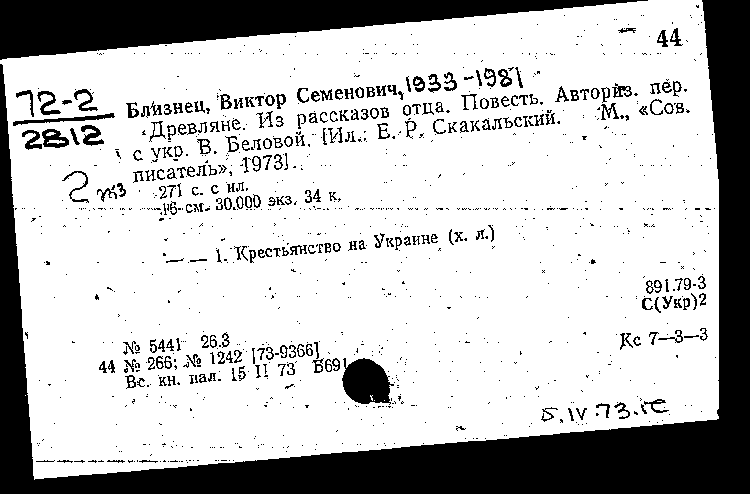 44
72-2
2812
2 экз
Близнец, Виктор Семенович, 1933-1981
Древляне. Из рассказов отца. Повесть. Авториз. пер.
с укр. В. Беловой. [Ил.: Е. Р. Скакальский. М., «Сов.
писатель», 1973].
271 с. с ил.
16 см. 30.000 экз. 34 к.
— — 1. Крестьянство на Украине (х. л.)
891.79-3
С(Укр)2
№ 5441 26.3
44 № 266; № 1242 [73-9366]
Вс. кн. пал. 15 II 73 Б691
Кс 7—3—3
5.IV.73.